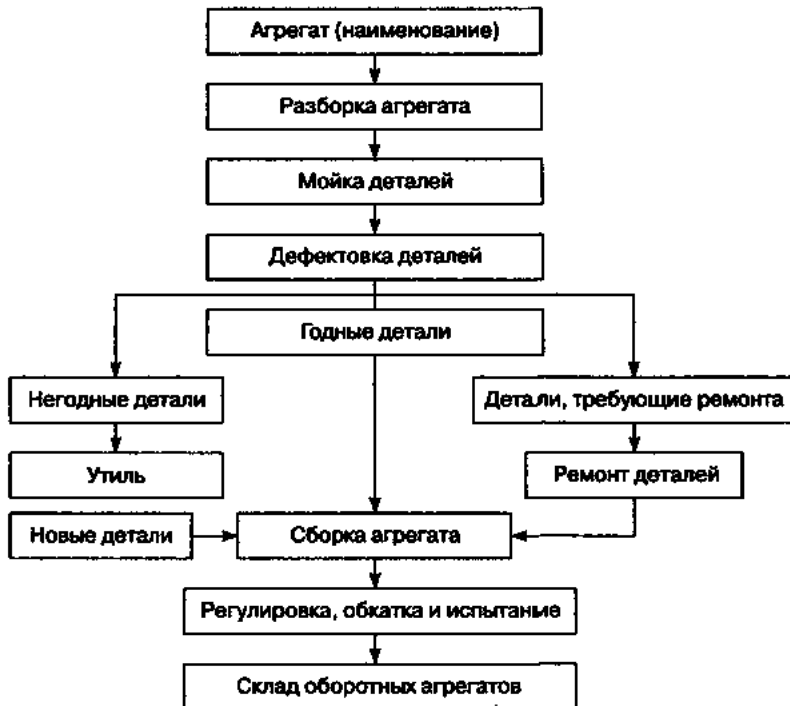 Агрегат (наименование)
Разборка агрегата
Мойка деталей
Дефектовка деталей
Годные детали
Негодные детали
Детали, требующие ремонта
Утиль
Ремонт деталей
Новые детали
Сборка агрегата
Регулировка, обкатка и испытание
Склад оборотных агрегатов